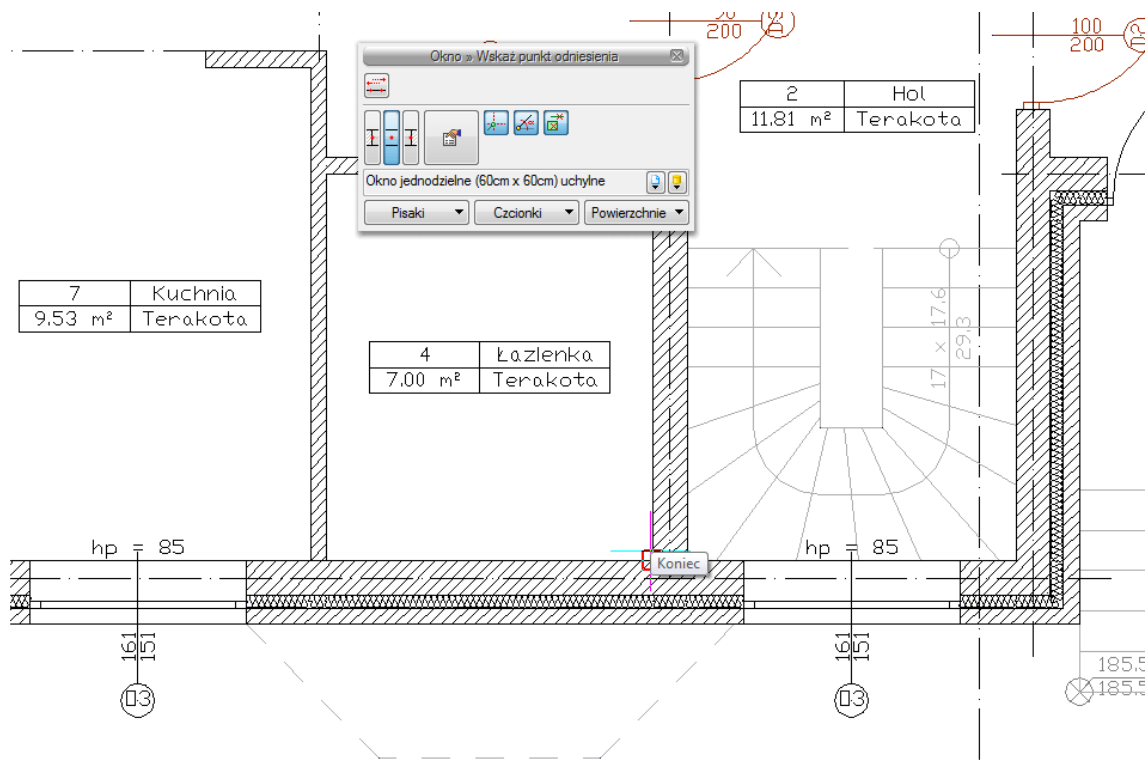 200
100
200
Okno » Wskaż punkt odniesienia
Okno jednodzielne (60cm x 60cm) uchylne
Pisaki
Czcionki
Powierzchnie
2 Hol
11.81 m² Terakota
7 Kuchnia
9.53 m² Terakota
4 Łazienka
7.00 m² Terakota
17 x 17.6
29.3
hp = 85
Koniec
hp = 85
161
151
O3
161
151
O3
185.5
185.5